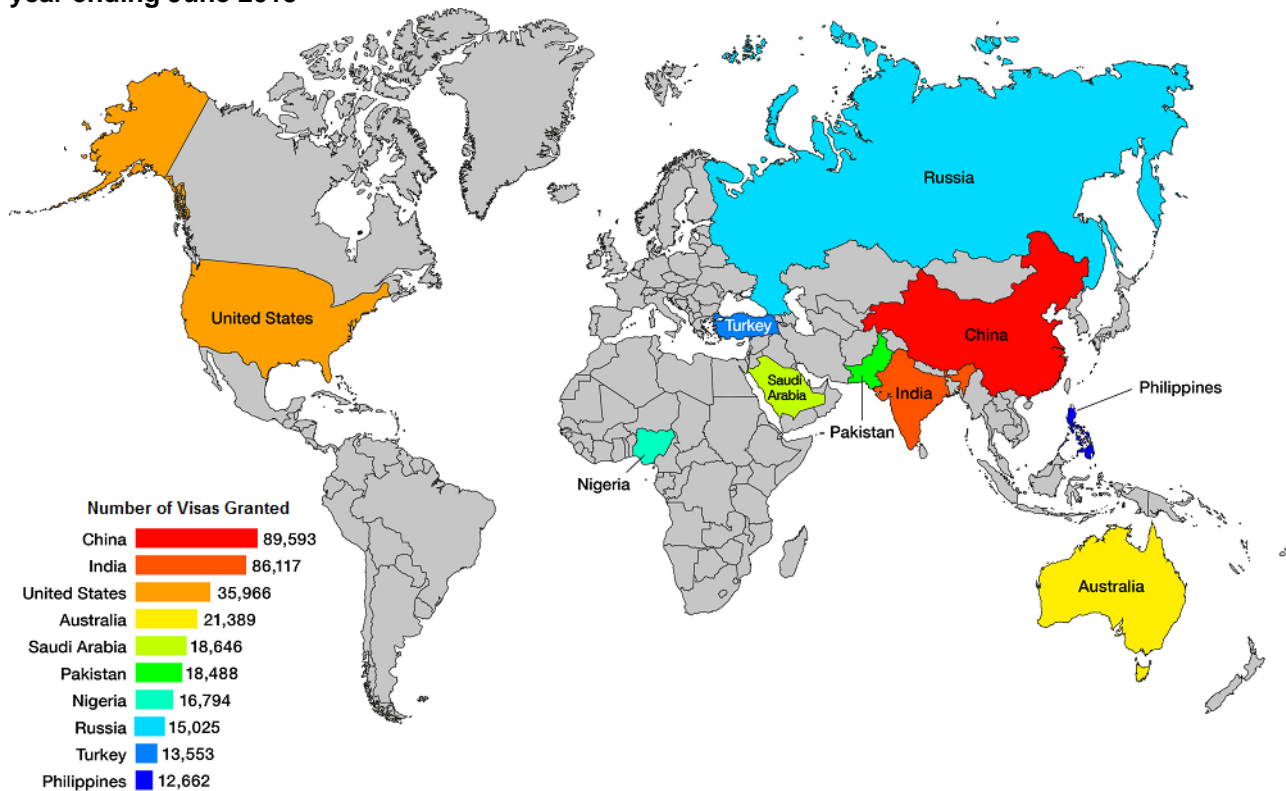 United States
Russia
China
Turkey
Saudi
Arabia
India
Pakistan
Philippines
Nigeria
Australia
Number of Visas Granted
China 89,593
India 86,117
United States 35,966
Australia 21,389
Saudi Arabia 18,646
Pakistan 18,488
Nigeria 16,794
Russia 15,025
Turkey 13,553
Philippines 12,662